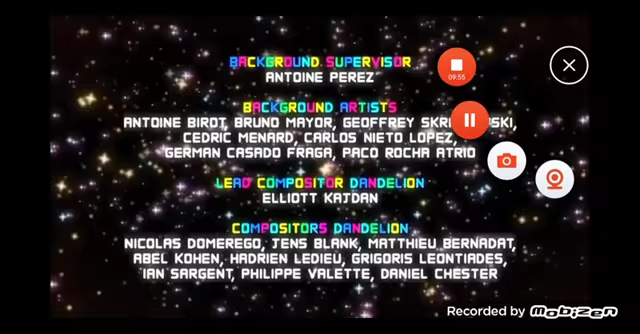 BACKGROUND SUPERVISOR
ANTOINE PEREZ
09:55
BACKGROUND ARTISTS
ANTOINE BIROT, BRUNO MAYOR, GEOFFREY
CEDRIC MENARD, CARLOS NIETO LOPEZ,
GERMAN CASADO FRAGA, PACO ROCHA ATRIO
LEAD COMPOSITOR DANDELION
ELLIOTT KAJDAN
COMPOSITORS DANDELION
NICOLAS DOMEREGO, JENS BLANK, MATTHIEU BERNADAT,
ABEL KOHEN, HADRIEN LEDIEU, GRIGORIS LEONTIADES,
IAN SARGENT, PHILIPPE VALETTE, DANIEL CHESTER
Recorded by Mobizen